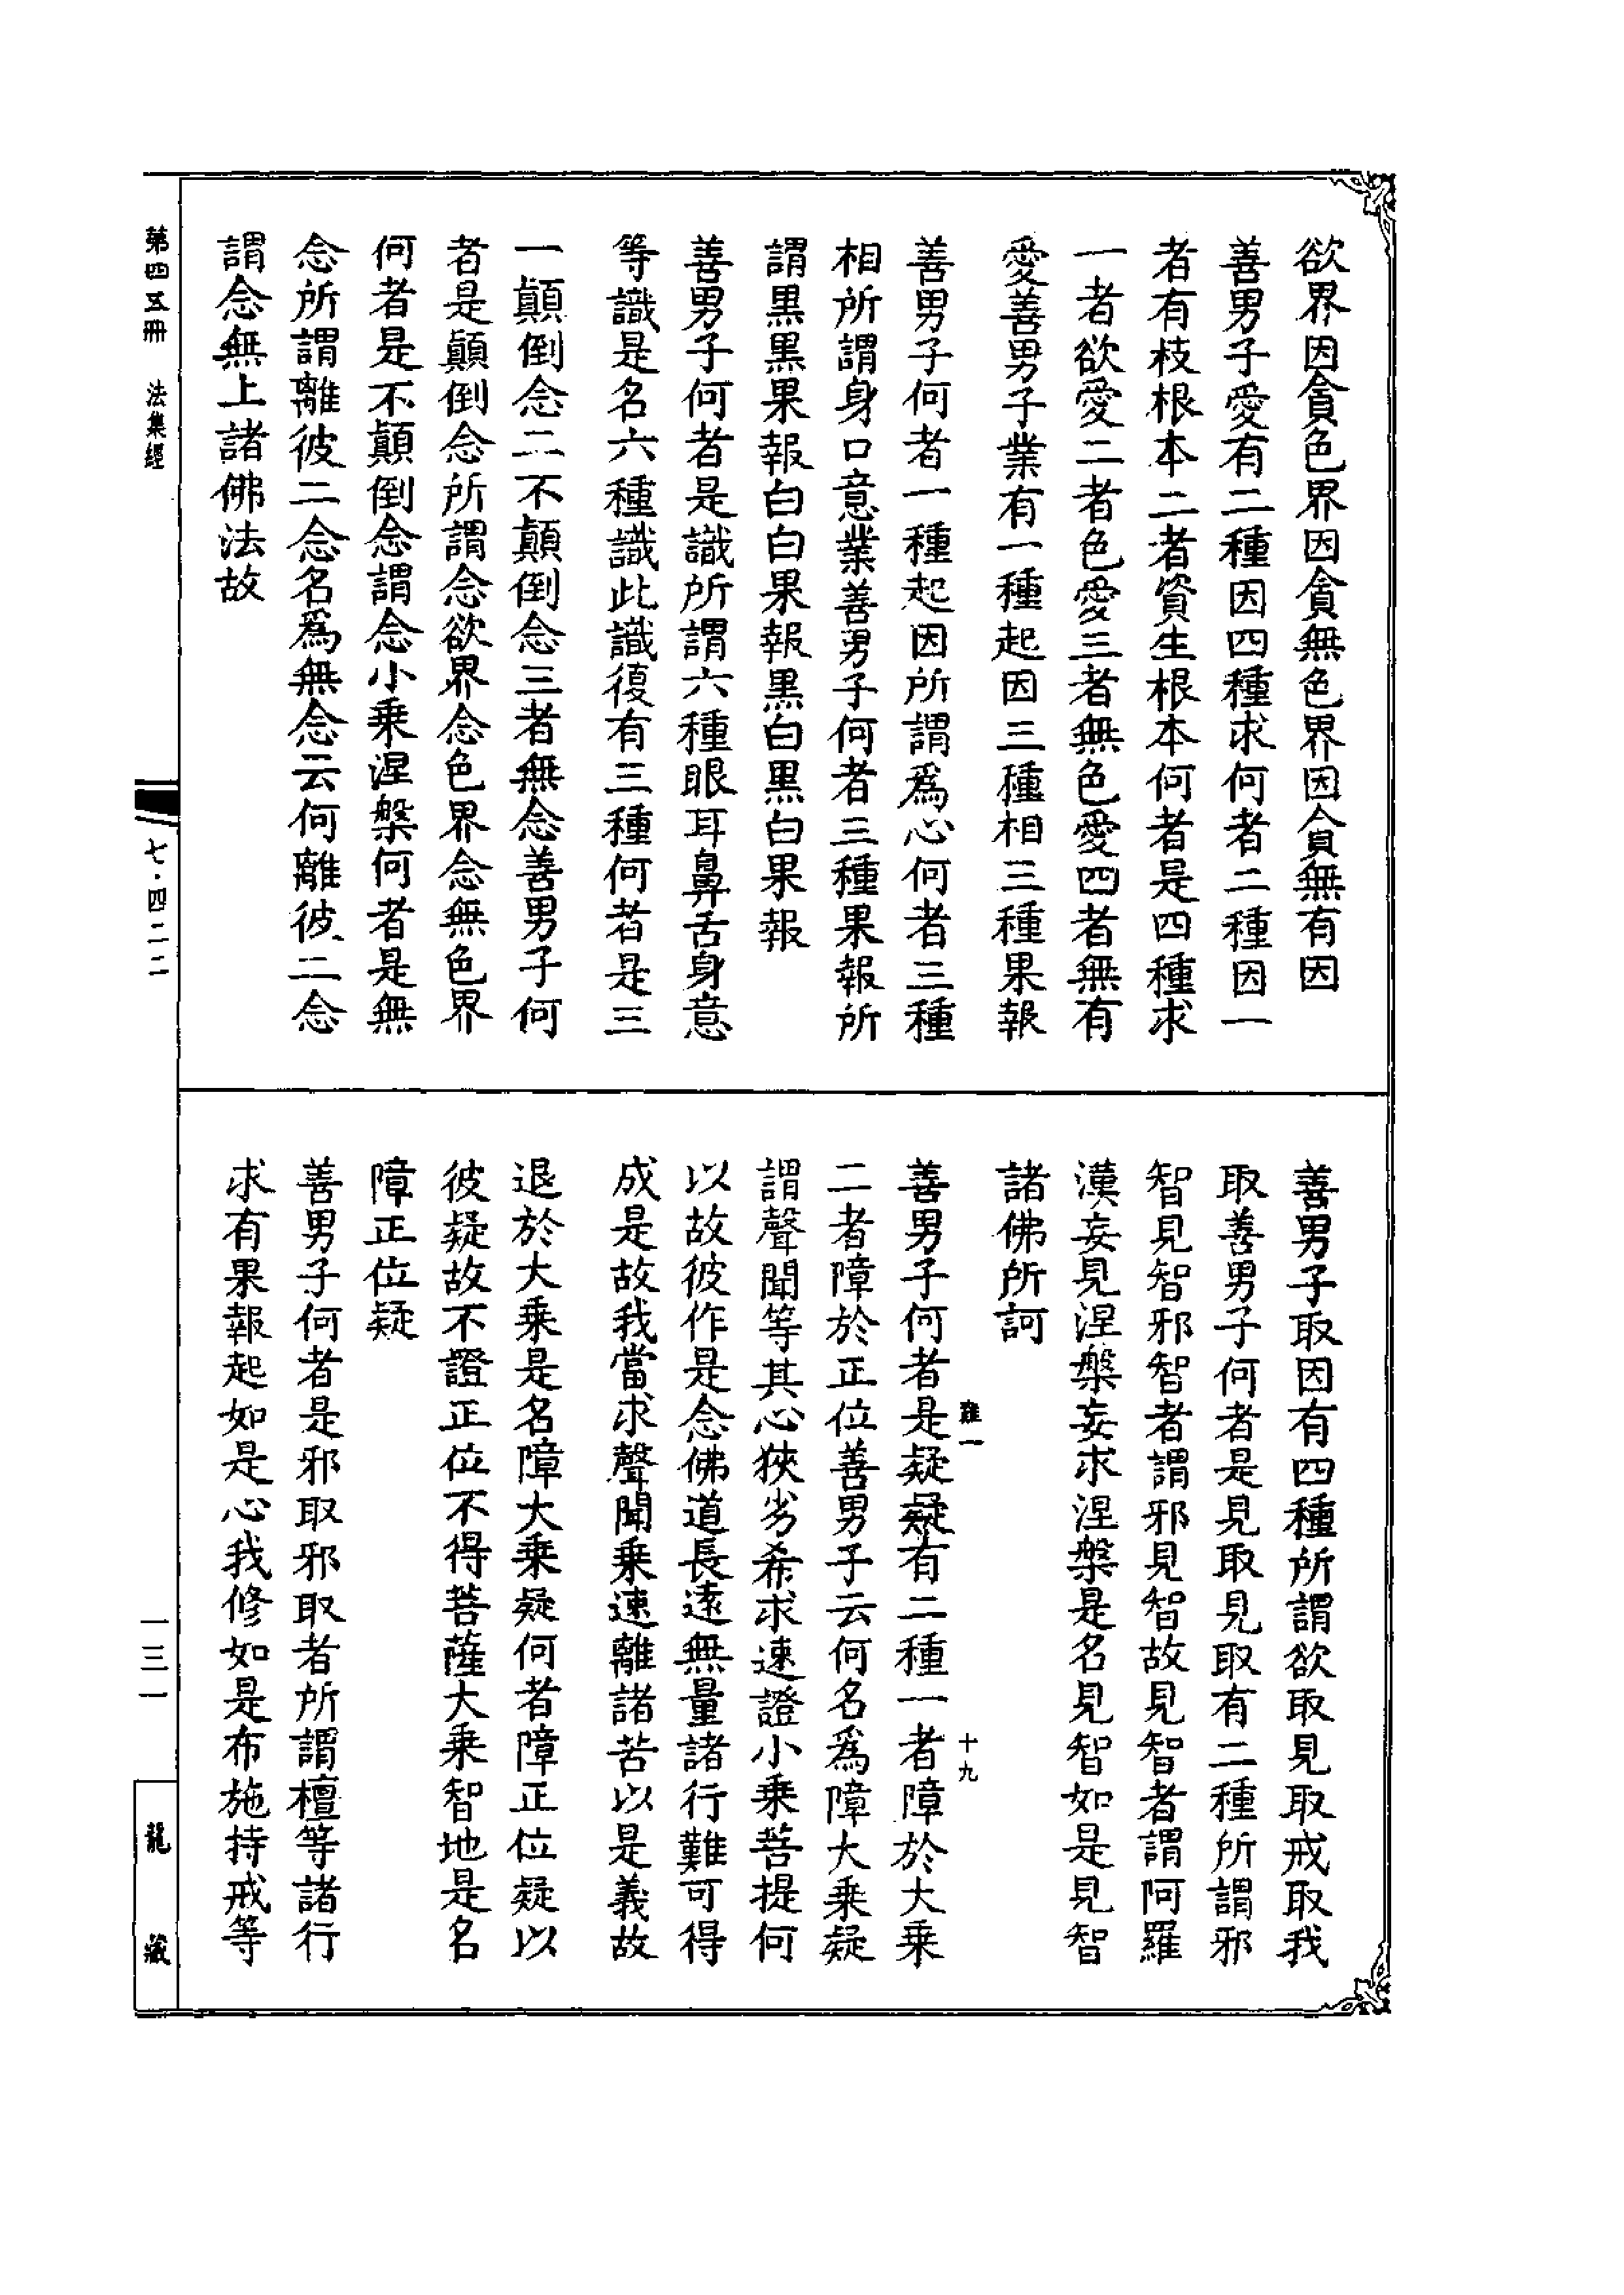 欲界因貪色界因貪無色界因貪無有因
善男子愛有二種因四種求何者二種因一
者有枝根本二者資生根本何者是四種求
一者欲愛二者色愛三者無色愛四者無有
愛善男子業有一種起因三種相三種果報
善男子何者一種起因所謂為心何者三種
相所謂身口意業善男子何者三種果報所
謂黑黑果報白白果報黑白黑白果報
善男子何者是識所謂六種眼耳鼻舌身意
等識是名六種識此識復有三種何者是三
一顛倒念二不顛倒念三者無念善男子何
者是顛倒念所謂念欲界念色界念無色界
何者是不顛倒念謂念小乘涅槃何者是無
念所謂離彼二念名為無念云何離彼二念
謂念無上諸佛法故
善男子取因有四種所謂欲取見取戒取我
取善男子何者是見取見取有二種所謂邪
智見智邪智者謂邪見智故見智者謂阿羅
漢妄見涅槃妄求涅槃是名見智如是見智
諸佛所訶
善男子何者是疑疑有二種一者障於大乘
二者障於正位善男子云何名為障大乘疑
謂聲聞等其心狹劣希求速證小乘菩提何
以故彼作是念佛道長遠無量諸行難可得
成是故我當求聲聞乘速離諸苦以是義故
退於大乘是名障大乘疑何者障正位疑以
彼疑故不證正位不得菩薩大乘智地是名
障正位疑
善男子何者是邪取邪取者所謂檀等諸行
求有果報起如是心我修如是布施持戒等
十九
第四五冊 法集經
七·四二二
一三一
龍藏